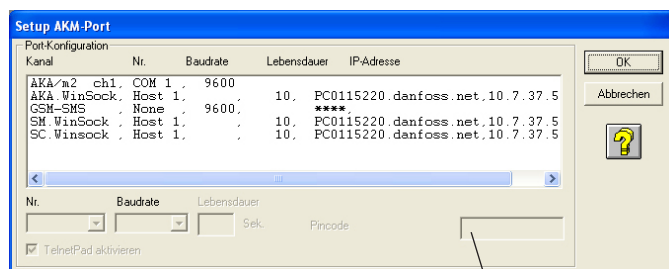 Setup AKM-Port
Port-Konfiguration
Kanal Nr. Baudrate Lebensdauer IP-Adresse
AKA/m2 ch1, COM 1 , 9600
AKA.WinSock, Host 1, , 10, PC0115220.danfoss.net,10.7.37.5
GSM-SMS , None , 9600, ****,
SM.WinSock , Host 1, , 10, PC0115220.danfoss.net,10.7.37.5
SC.Winsock , Host 1, , 10, PC0115220.danfoss.net,10.7.37.5
OK
Abbrechen
Nr. Baudrate Lebensdauer
Sek. Pincode
TelnetPad aktivieren